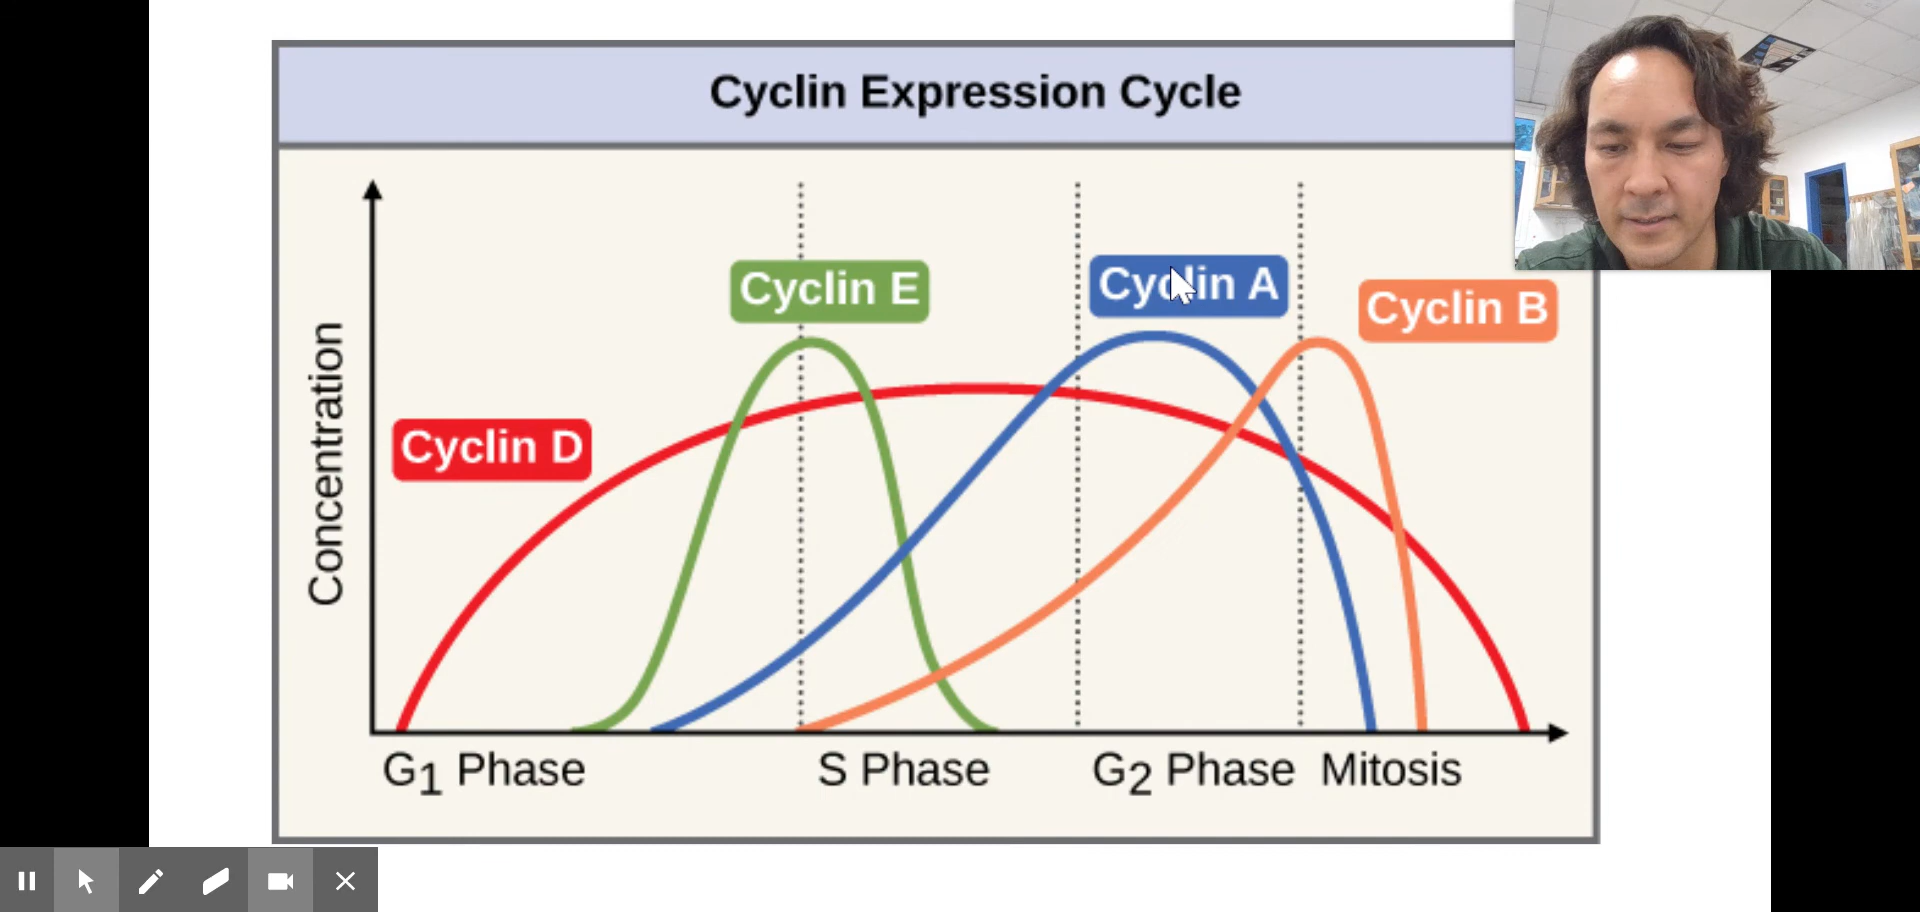 Cyclin Expression Cycle
Cyclin E
Cyclin A
Cyclin B
Cyclin D
Concentration
G1 Phase S Phase G2 Phase Mitosis